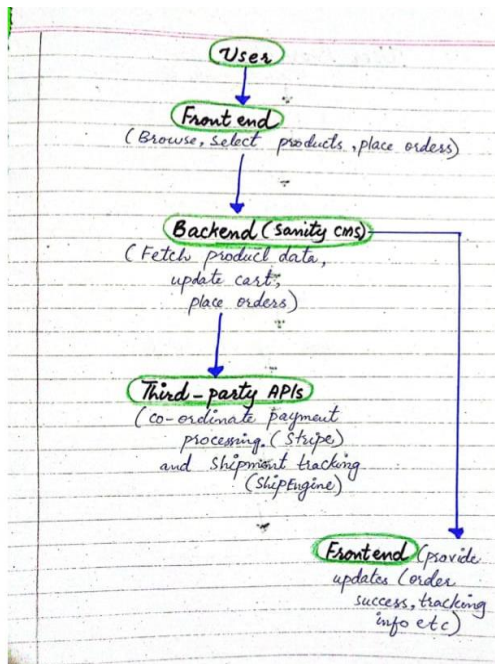 User
Front end
(Browse, select products, place orders)
Backend (Sanity CMS)
(Fetch product data,
update cart,
place orders)
Third-party APIs
(co-ordinate payment
processing. (Stripe)
and Shipment tracking
(ShipEngine)
Frontend (provide
updates (order
success, tracking
info etc)